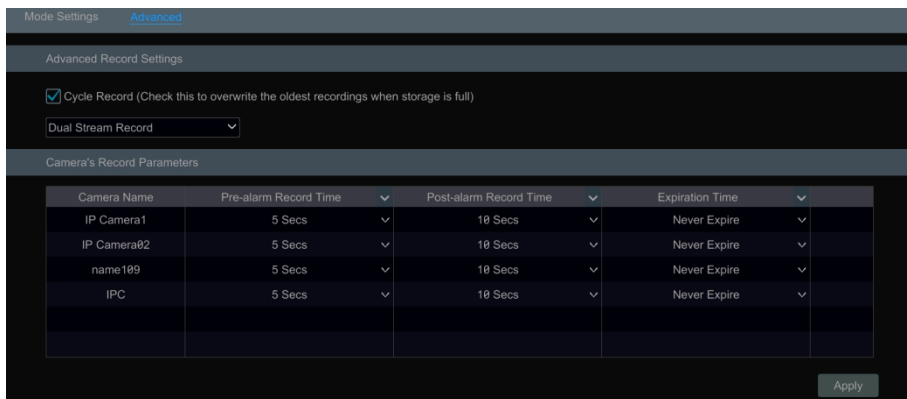 Mode Settings Advanced
Advanced Record Settings
Cycle Record (Check this to overwrite the oldest recordings when storage is full)
Dual Stream Record
Camera's Record Parameters
Camera Name Pre-alarm Record Time Post-alarm Record Time Expiration Time
IP Camera1 5 Secs 10 Secs Never Expire
IP Camera02 5 Secs 10 Secs Never Expire
name109 5 Secs 10 Secs Never Expire
IPC 5 Secs 10 Secs Never Expire
Apply